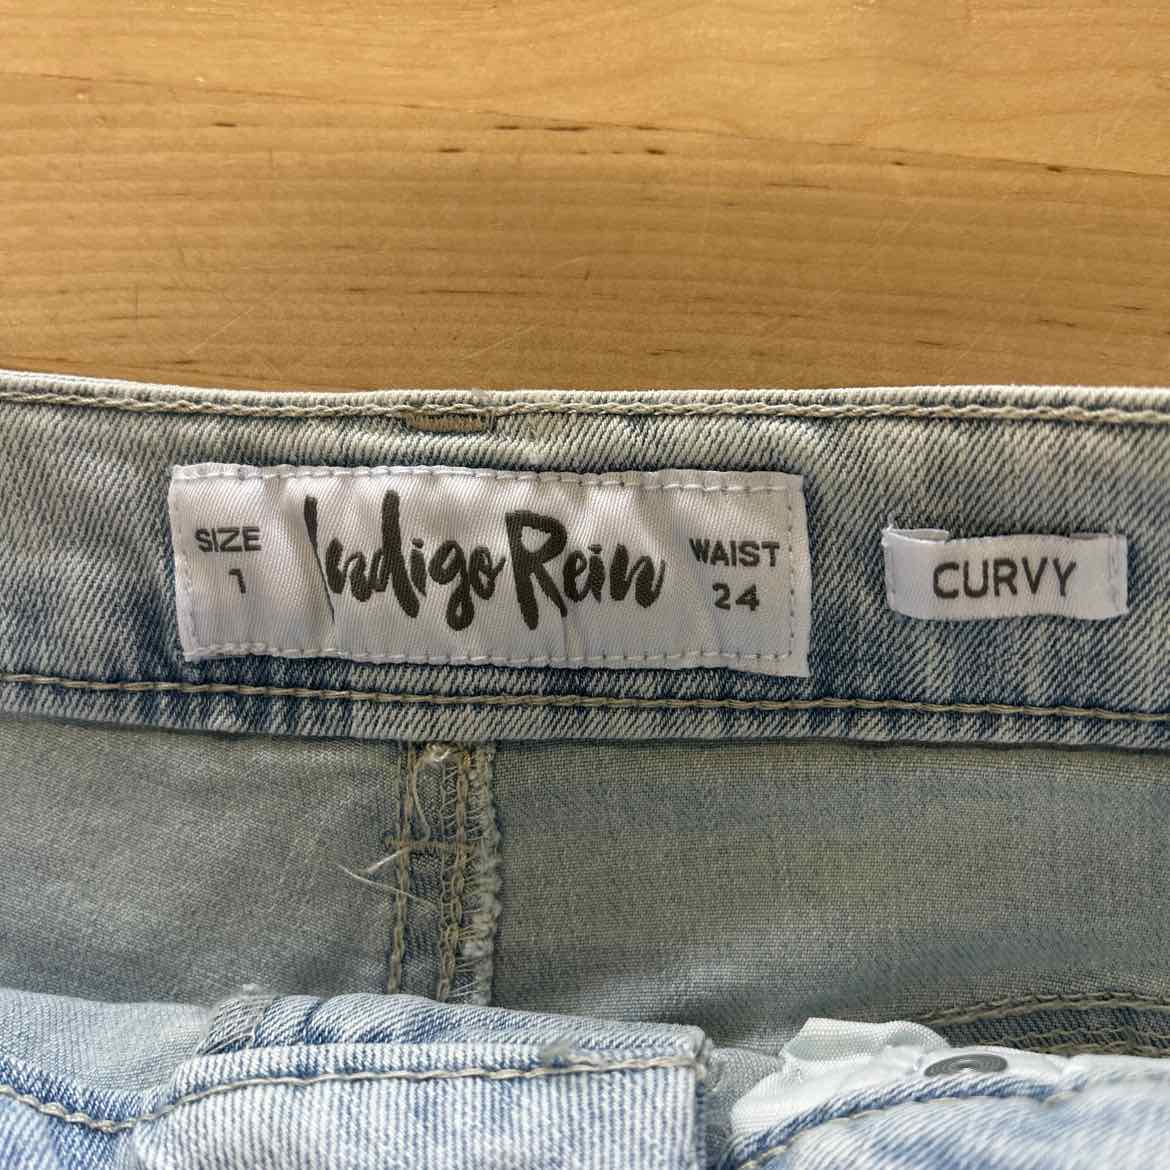 SIZE
1
Indigo Rein
WAIST
24
CURVY